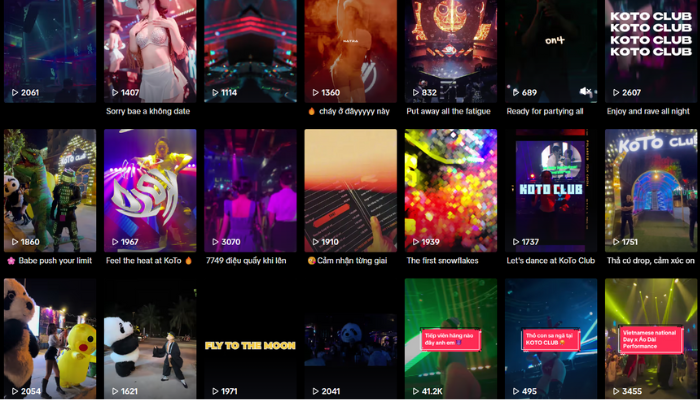 KOTO CLUB
KOTO CLUB
KOTO CLUB
KOTO CLUB
on4
2061
1407
1114
1360
832
689
2607
Sorry bae a không date
🔥 cháy ở đâyyyyy này
Put away all the fatigue
Ready for partying all
Enjoy and rave all night
KOTO CLUB
KOTO CLUB
KOTO CLUB
1860
1967
3070
1910
1939
1737
1751
🌸 Babe push your limit
Feel the heat at KoTo 🔥
7749 điệu quẩy khi lên
Cảm nhận từng giai
The first snowflakes
Let's dance at KoTo Club
Thả cú drop, cảm xúc on
FLY TO THE MOON
Tiếp viên hãng nào
đây anh em
Thỏ con sa ngã tại
KOTO CLUB
Vietnamese national
Day x Áo Dài
Performance
2054
1621
1971
2041
41.2K
495
3455